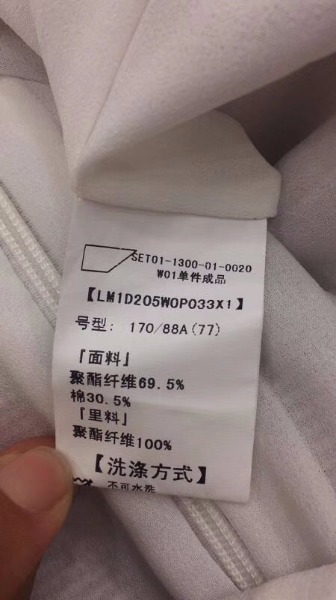 SET01-1300-01-0020
W01单件成品
【LM1D205WOP033X1】
号型: 170/88A(77)
『面料』
聚酯纤维69.5%
棉30.5%
『里料』
聚酯纤维100%
【洗涤方式】
不可水洗